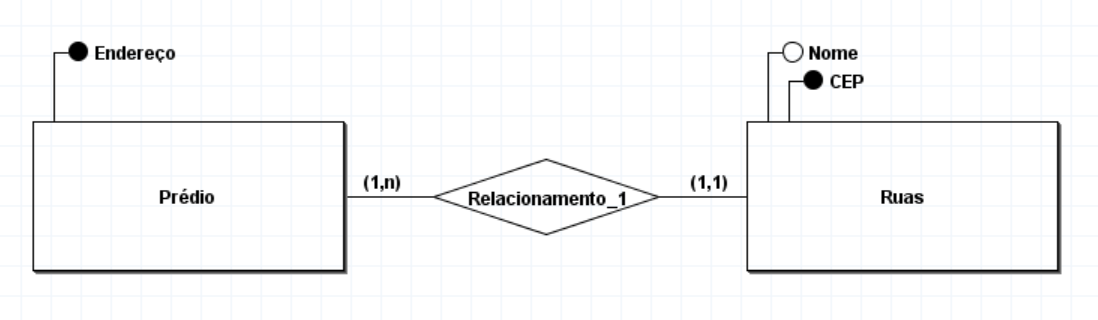 Endereço
Nome
CEP
Prédio
(1,n)
Relacionamento_1
(1,1)
Ruas